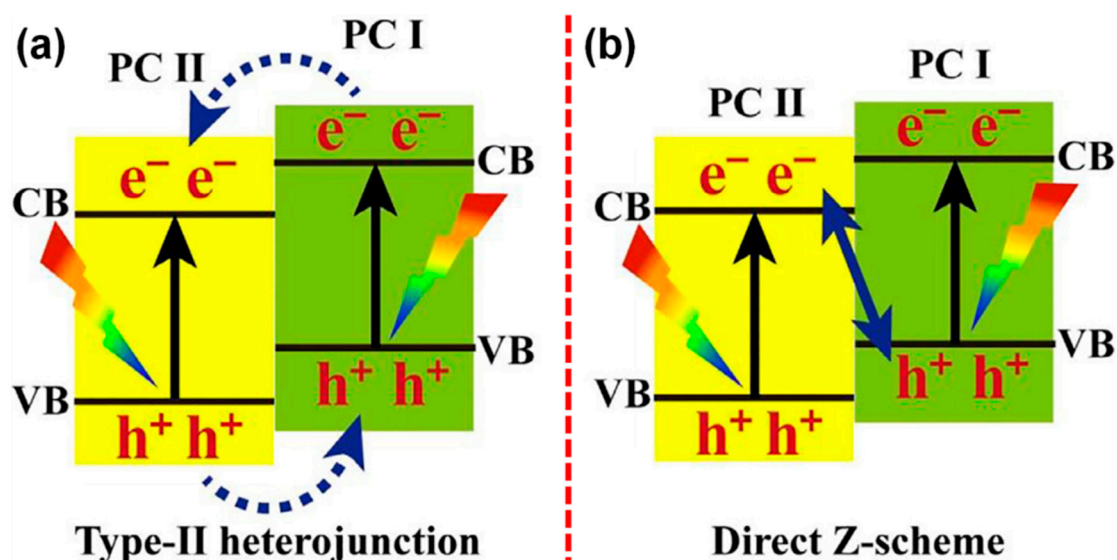 (a)
PC II
PC I
e⁻ e⁻
e⁻ e⁻
CB
CB
VB
VB
h⁺ h⁺
h⁺ h⁺
Type-II heterojunction
(b)
PC II
PC I
e⁻ e⁻
e⁻ e⁻
CB
CB
VB
VB
h⁺ h⁺
h⁺ h⁺
Direct Z-scheme